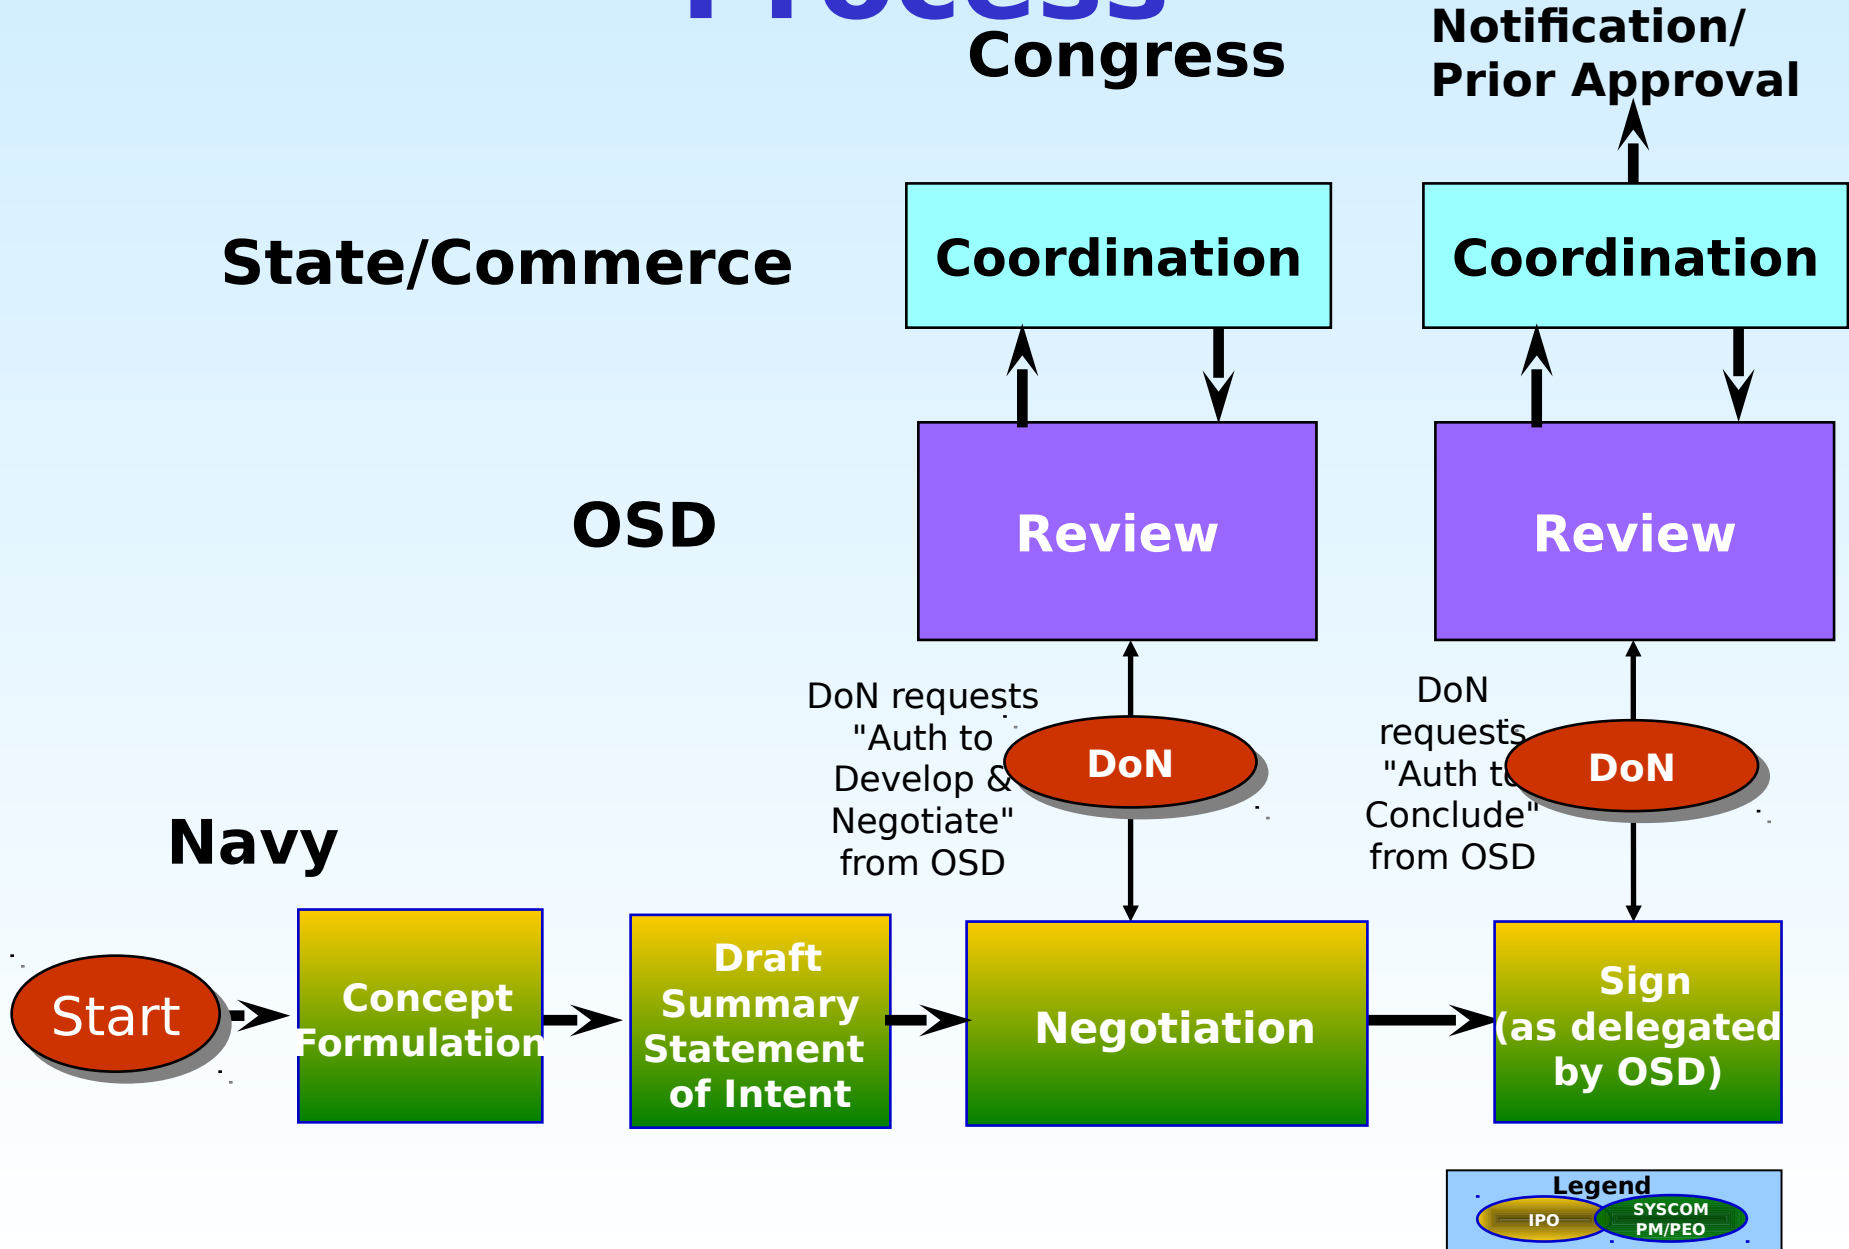 Process
Congress
Notification/
Prior Approval
State/Commerce
Coordination
Coordination
OSD
Review
Review
DoN requests
"Auth to
Develop &
Negotiate"
from OSD
DoN
DoN
requests
"Auth to
Conclude"
from OSD
DoN
Navy
Start
Concept
Formulation
Draft
Summary
Statement
of Intent
Negotiation
Sign
(as delegated
by OSD)
Legend
IPO
SYSCOM
PM/PEO